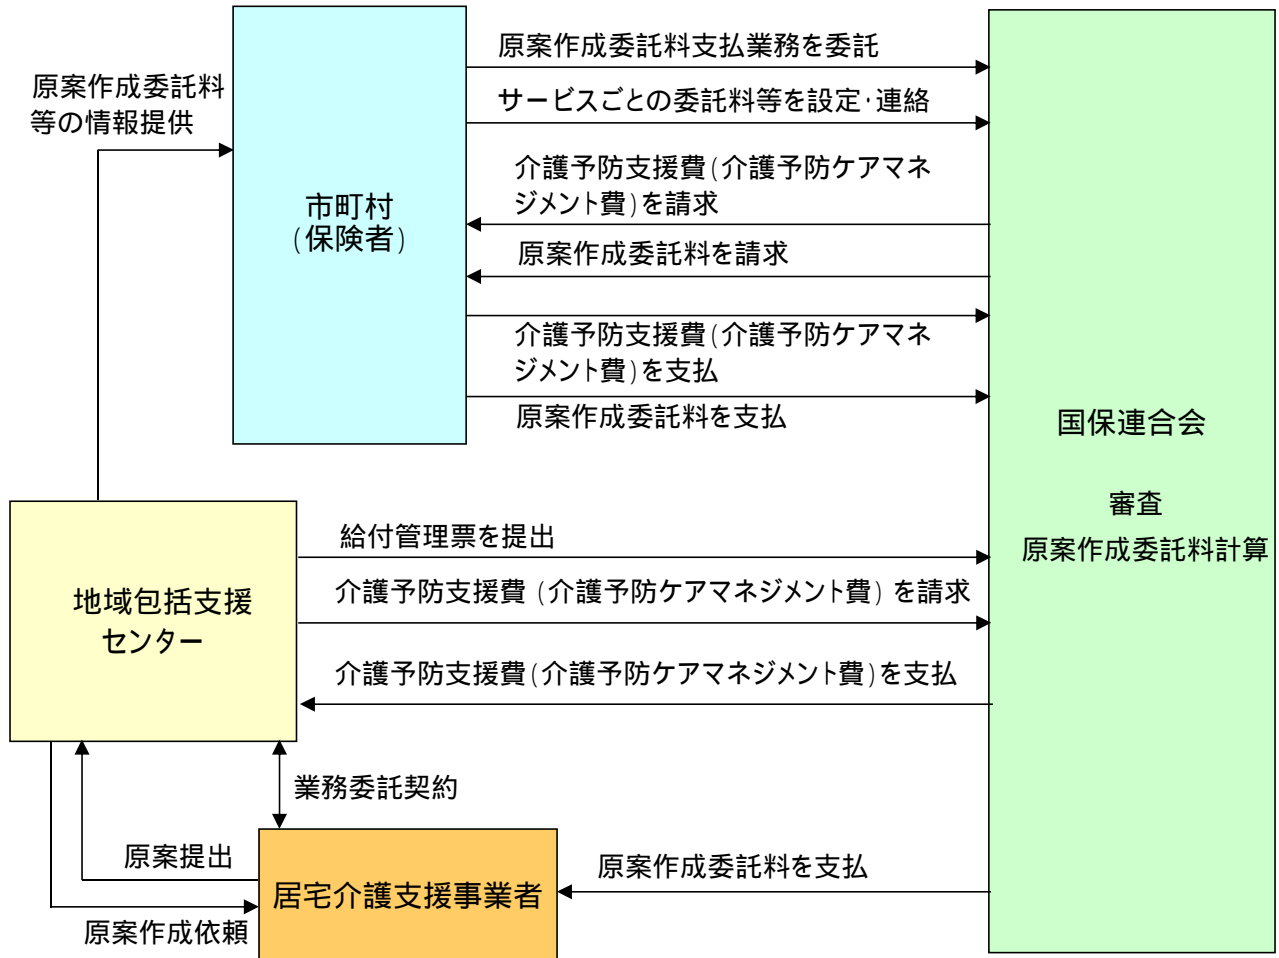 原案作成委託料支払業務を委託
原案作成委託料
等の情報提供
サービスごとの委託料等を設定・連絡
介護予防支援費(介護予防ケアマネ
ジメント費)を請求
市町村
(保険者)
原案作成委託料を請求
介護予防支援費(介護予防ケアマネ
ジメント費)を支払
原案作成委託料を支払
国保連合会
審査
原案作成委託料計算
給付管理票を提出
介護予防支援費(介護予防ケアマネジメント費)を請求
地域包括支援
センター
介護予防支援費(介護予防ケアマネジメント費)を支払
業務委託契約
原案提出
原案作成委託料を支払
居宅介護支援事業者
原案作成依頼